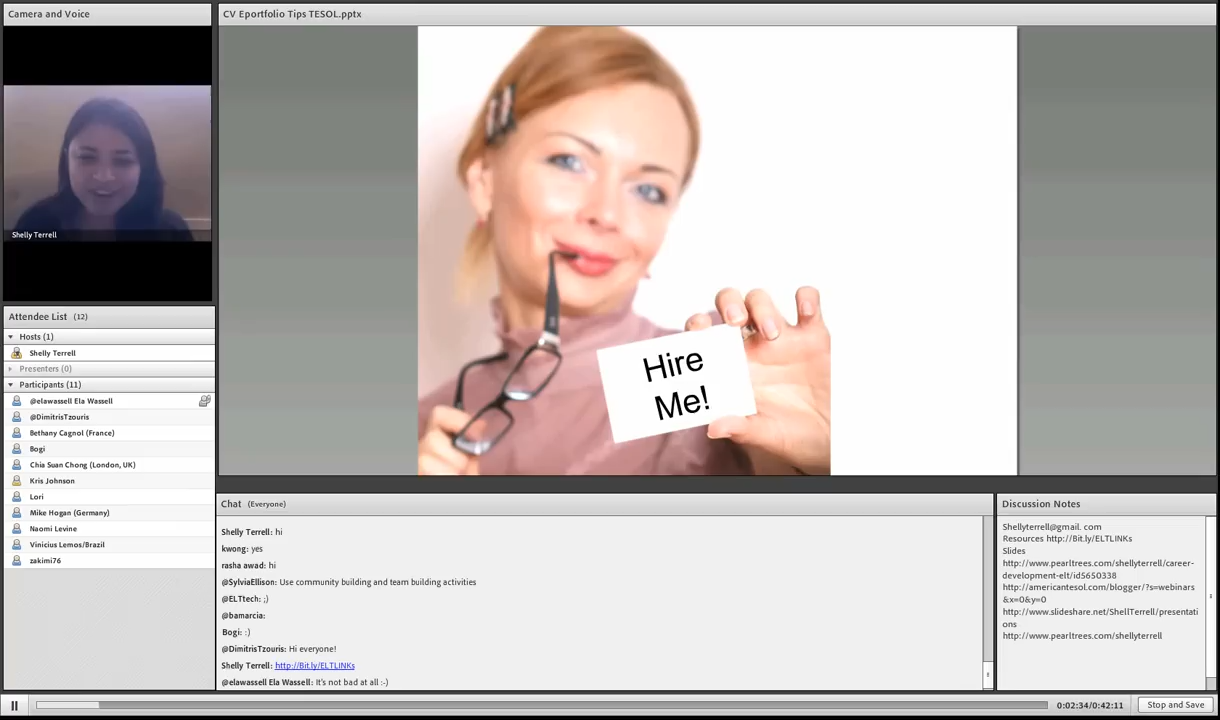 Camera and Voice
CV Eportfolio Tips TESOL.pptx
Shelly Terrell
Hire
Me!
Attendee List (12)
Hosts (1)
Shelly Terrell
Presenters (0)
Participants (11)
@elawassell Ela Wassell
@DimitrisTzouris
Bethany Cagnol (France)
Bogi
Chia Suan Chong (London, UK)
Kris Johnson
Lori
Mike Hogan (Germany)
Naomi Levine
Vinicius Lemos/Brazil
zakimi76
Chat (Everyone)
Shelly Terrell: hi
kwong: yes
rasha awad: hi
@SylviaEllison: Use community building and team building activities
@ELTtech: ;)
@bamarcia:
Bogi: :)
@DimitrisTzouris: Hi everyone!
Shelly Terrell: http://Bit.ly/ELTLINKs
@elawassell Ela Wassell: It's not bad at all :-)
Discussion Notes
Shellyterrell@gmail. com
Resources http://Bit.ly/ELTLINKs
Slides
http://www.pearltrees.com/shellyterrell/career-
development-elt/id5650338
http://americantesol.com/blogger/?s=webinars
&x=0&y=0
http://www.slideshare.net/ShellTerrell/presentati
ons
http://www.pearltrees.com/shellyterrell
0:02:34/0:42:11
Stop and Save